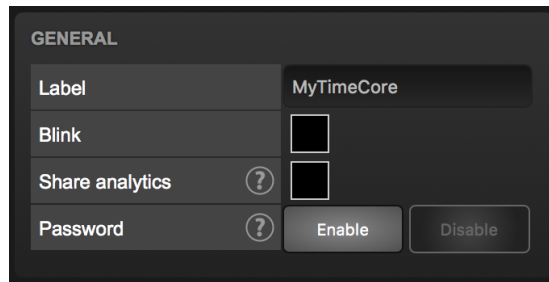 GENERAL
Label MyTimeCore
Blink
Share analytics ?
Password ? Enable Disable